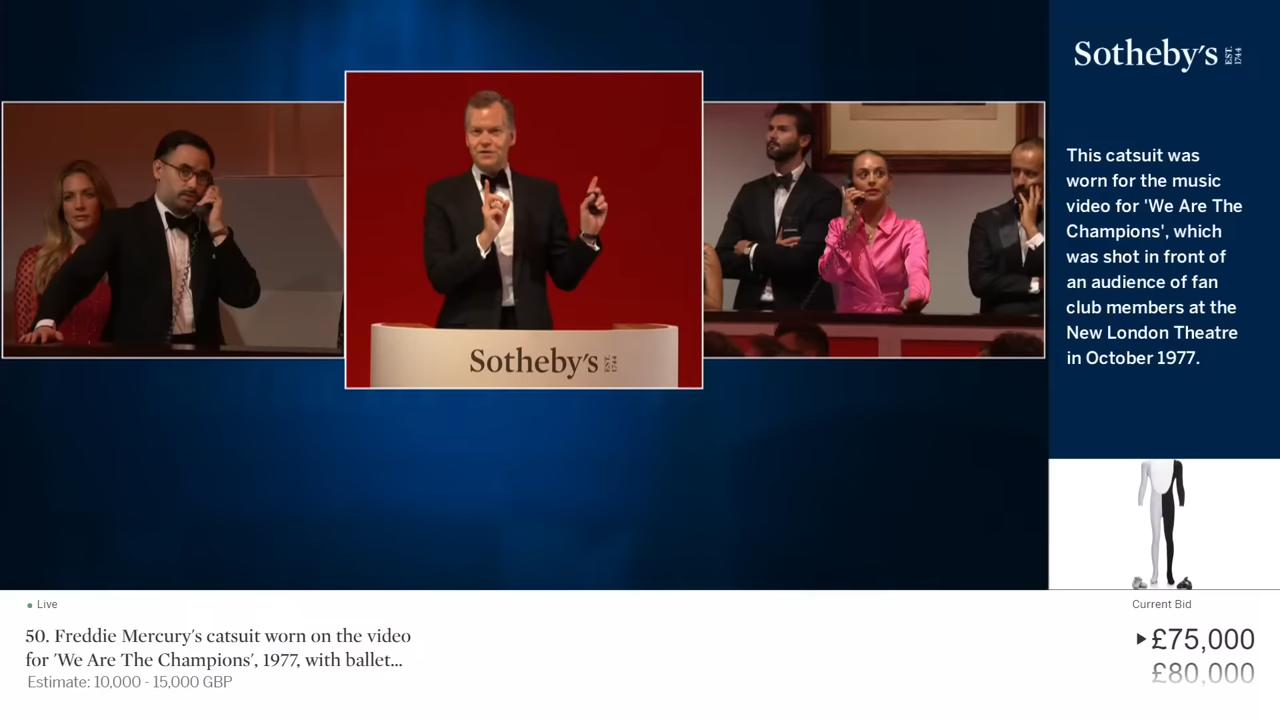 Sotheby's EST. 1744
This catsuit was
worn for the music
video for 'We Are The
Champions', which
was shot in front of
an audience of fan
club members at the
New London Theatre
in October 1977.
Sotheby's EST. 1744
Live
50. Freddie Mercury's catsuit worn on the video
for 'We Are The Champions', 1977, with ballet...
Estimate: 10,000 - 15,000 GBP
Current Bid
£75,000
£80,000